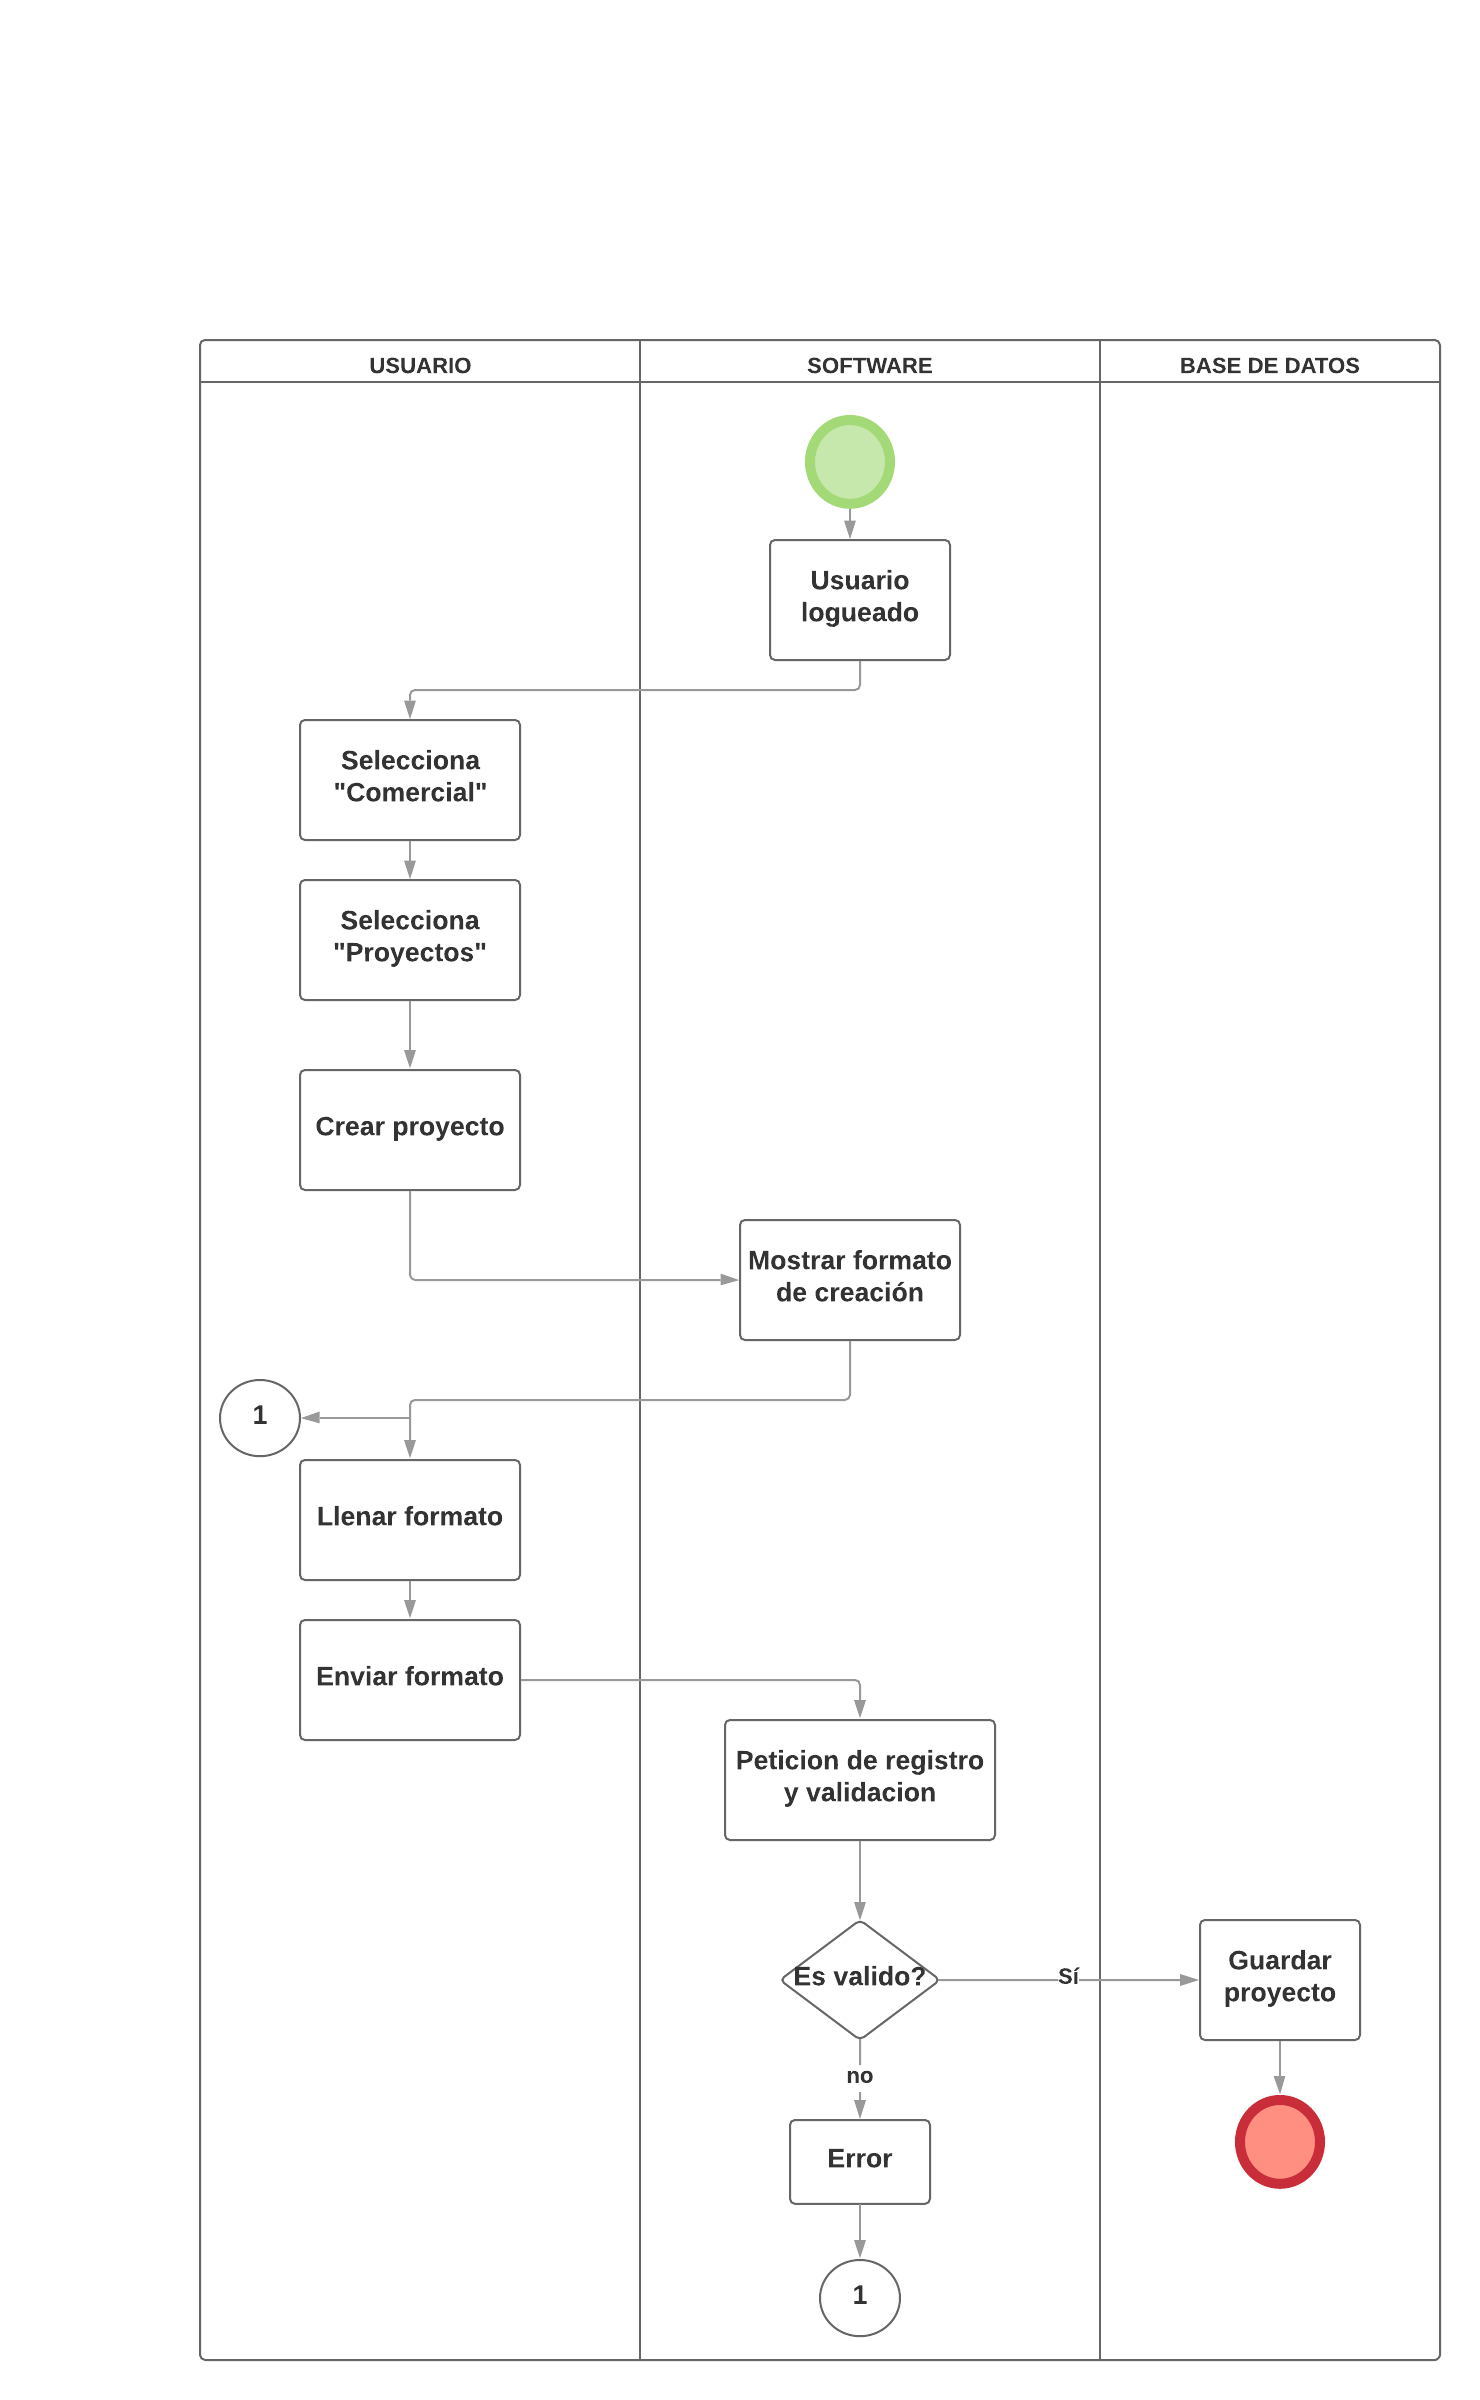 USUARIO
SOFTWARE
BASE DE DATOS
Usuario
logueado
Selecciona
"Comercial"
Selecciona
"Proyectos"
Crear proyecto
Mostrar formato
de creación
1
Llenar formato
Enviar formato
Peticion de registro
y validacion
Es valido?
Sí
Guardar
proyecto
no
Error
1